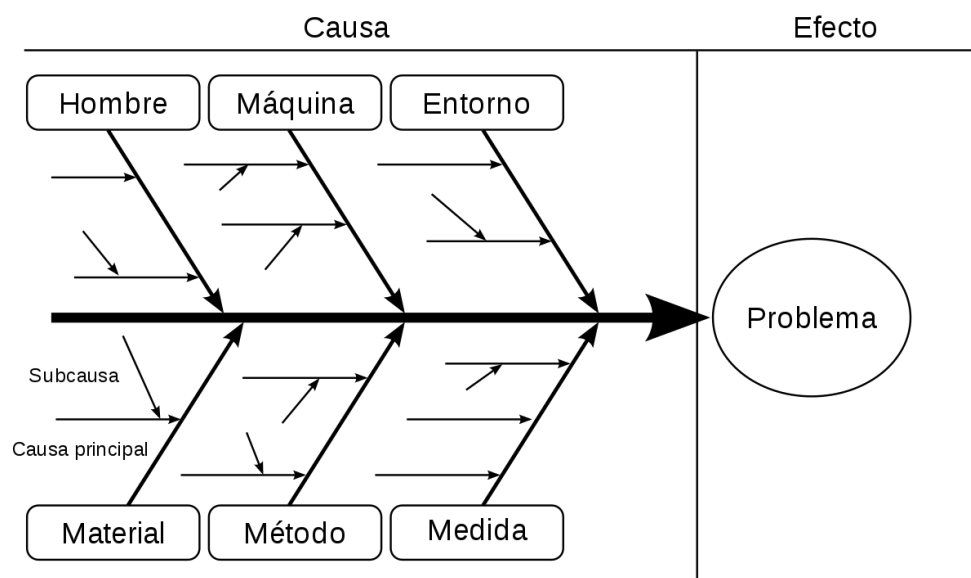 Causa
Efecto
Hombre
Máquina
Entorno
Problema
Subcausa
Causa principal
Material
Método
Medida